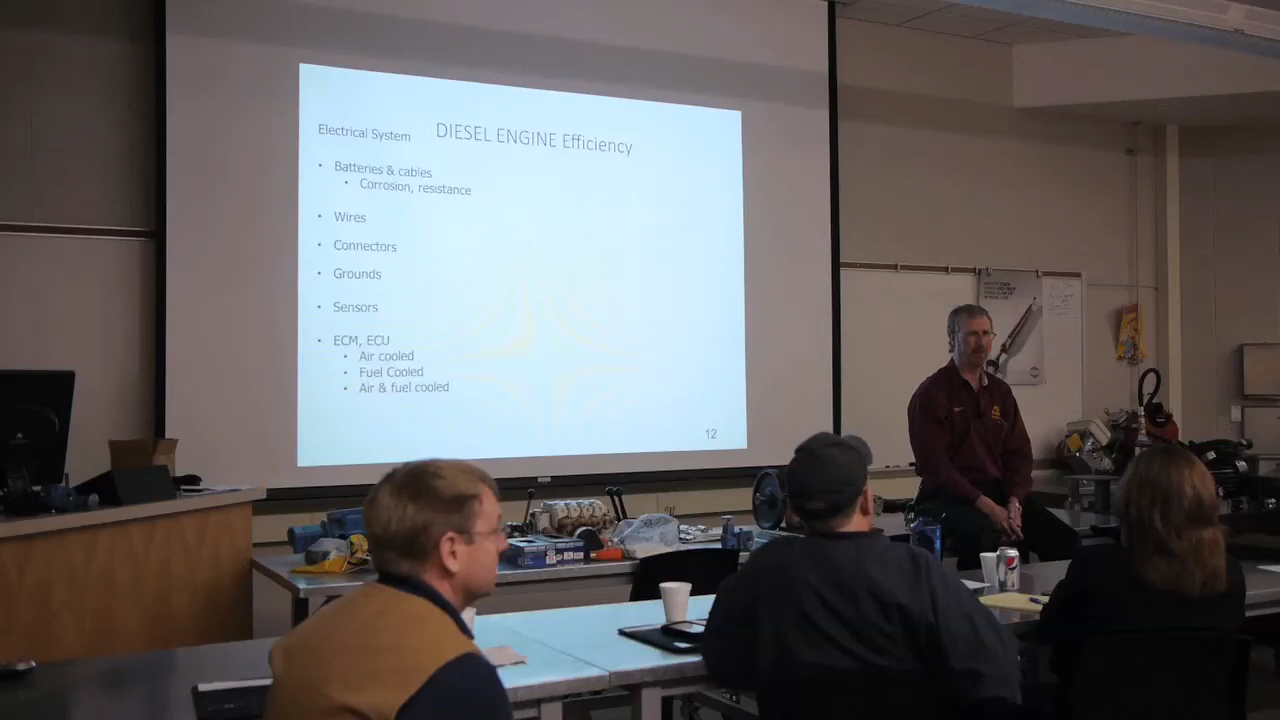 Electrical System
DIESEL ENGINE Efficiency
• Batteries & cables
• Corrosion, resistance
• Wires
• Connectors
• Grounds
• Sensors
• ECM, ECU
• Air cooled
• Fuel Cooled
• Air & fuel cooled
12